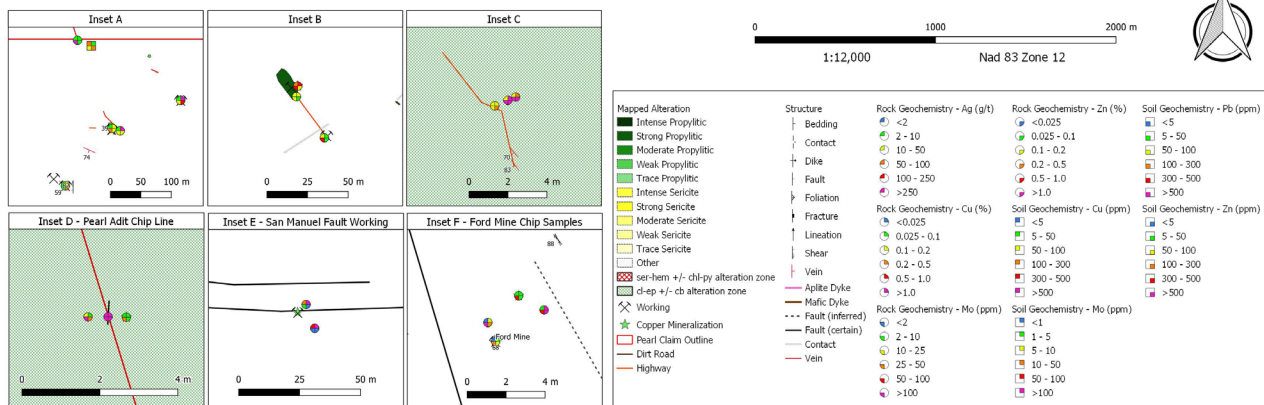 Inset A
39
74
59
0 50 100 m
Inset B
0 25 50 m
Inset C
70
83
0 2 4 m
Inset D - Pearl Adit Chip Line
0 2 4 m
Inset E - San Manuel Fault Working
0 25 50 m
Inset F - Ford Mine Chip Samples
88
Ford Mine
0 2 4 m
0 1000 2000 m
1:12,000 Nad 83 Zone 12
Mapped Alteration
Intense Propylitic
Strong Propylitic
Moderate Propylitic
Weak Propylitic
Trace Propylitic
Intense Sericite
Strong Sericite
Moderate Sericite
Weak Sericite
Trace Sericite
Other
ser-hem +/- chl-py alteration zone
cl-ep +/- cb alteration zone
Working
Copper Mineralization
Pearl Claim Outline
Dirt Road
Highway
Structure
Bedding
Contact
Dike
Fault
Foliation
Fracture
Lineation
Shear
Vein
Aplite Dyke
Mafic Dyke
Fault (inferred)
Fault (certain)
Contact
Vein
Rock Geochemistry - Ag (g/t)
<2
2 - 10
10 - 50
50 - 100
100 - 250
>250
Rock Geochemistry - Cu (%)
<0.025
0.025 - 0.1
0.1 - 0.2
0.2 - 0.5
0.5 - 1.0
>1.0
Rock Geochemistry - Mo (ppm)
<2
2 - 10
10 - 25
25 - 50
50 - 100
>100
Rock Geochemistry - Zn (%)
<0.025
0.025 - 0.1
0.1 - 0.2
0.2 - 0.5
0.5 - 1.0
>1.0
Soil Geochemistry - Cu (ppm)
<5
5 - 50
50 - 100
100 - 300
300 - 500
>500
Soil Geochemistry - Mo (ppm)
<1
1 - 5
5 - 10
10 - 50
50 - 100
>100
Soil Geochemistry - Pb (ppm)
<5
5 - 50
50 - 100
100 - 300
300 - 500
>500
Soil Geochemistry - Zn (ppm)
<5
5 - 50
50 - 100
100 - 300
300 - 500
>500